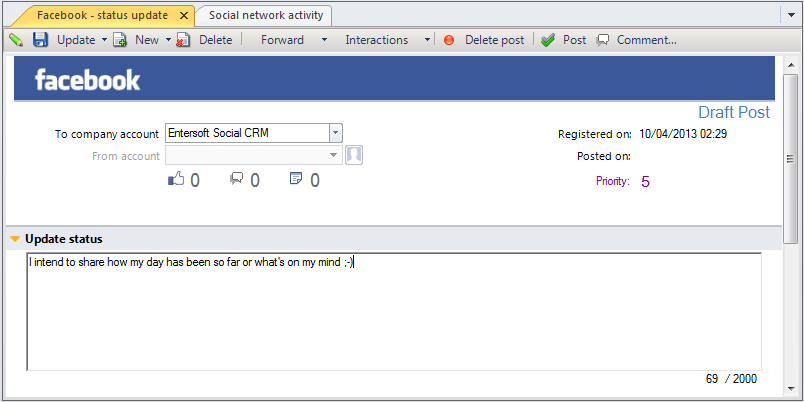 Facebook - status update
Social network activity
Update New Delete Forward Interactions Delete post Post Comment...
facebook
Draft Post
To company account Entersoft Social CRM Registered on: 10/04/2013 02:29
From account Posted on:
0 0 0 Priority: 5
Update status
I intend to share how my day has been so far or what's on my mind ;-)
69 / 2000